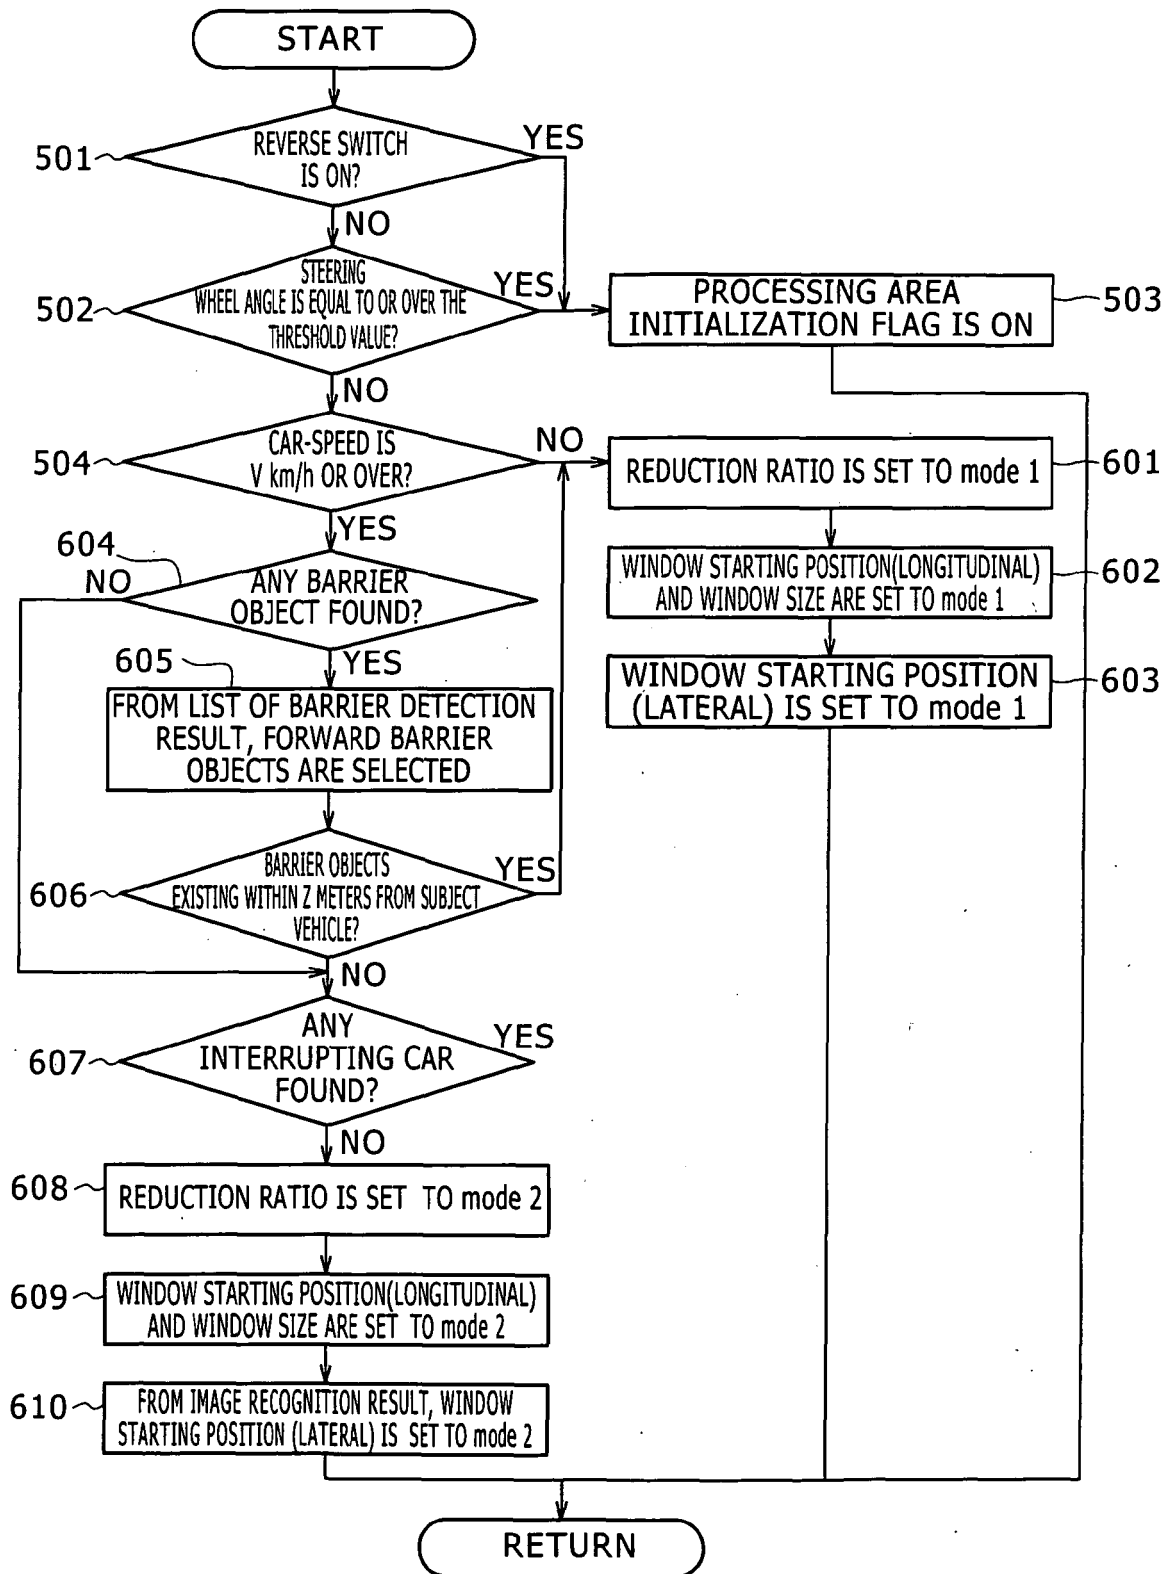 START
501
REVERSE SWITCH
IS ON?
YES
NO
502
STEERING
WHEEL ANGLE IS EQUAL TO OR OVER THE
THRESHOLD VALUE?
YES
PROCESSING AREA
INITIALIZATION FLAG IS ON
503
NO
504
CAR-SPEED IS
V km/h OR OVER?
NO
REDUCTION RATIO IS SET TO mode 1
601
YES
604
NO
ANY BARRIER
OBJECT FOUND?
WINDOW STARTING POSITION(LONGITUDINAL)
AND WINDOW SIZE ARE SET TO mode 1
602
YES
605
FROM LIST OF BARRIER DETECTION
RESULT, FORWARD BARRIER
OBJECTS ARE SELECTED
WINDOW STARTING POSITION
(LATERAL) IS SET TO mode 1
603
606
BARRIER OBJECTS
EXISTING WITHIN Z METERS FROM SUBJECT
VEHICLE?
YES
NO
607
ANY
INTERRUPTING CAR
FOUND?
YES
NO
608
REDUCTION RATIO IS SET TO mode 2
609
WINDOW STARTING POSITION(LONGITUDINAL)
AND WINDOW SIZE ARE SET TO mode 2
610
FROM IMAGE RECOGNITION RESULT, WINDOW
STARTING POSITION (LATERAL) IS SET TO mode 2
RETURN